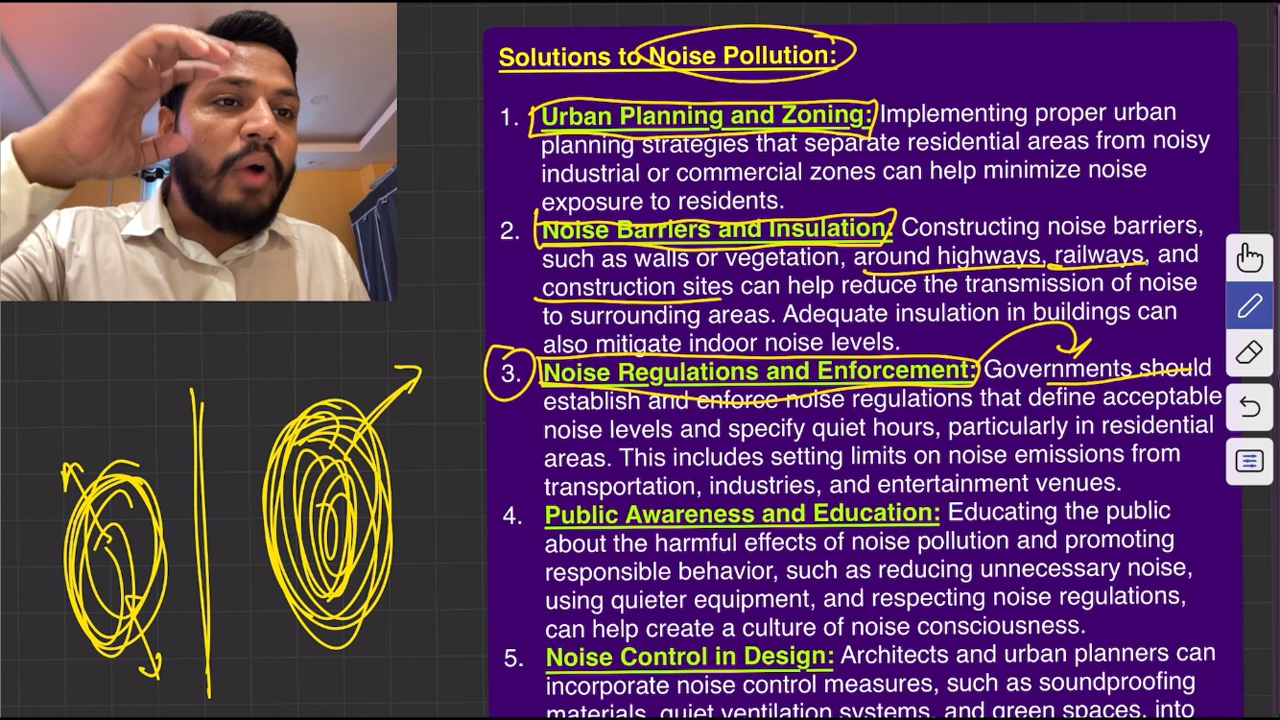 Solutions to Noise Pollution:
1. Urban Planning and Zoning: Implementing proper urban
planning strategies that separate residential areas from noisy
industrial or commercial zones can help minimize noise
exposure to residents.
2. Noise Barriers and Insulation: Constructing noise barriers,
such as walls or vegetation, around highways, railways, and
construction sites can help reduce the transmission of noise
to surrounding areas. Adequate insulation in buildings can
also mitigate indoor noise levels.
3. Noise Regulations and Enforcement: Governments should
establish and enforce noise regulations that define acceptable
noise levels and specify quiet hours, particularly in residential
areas. This includes setting limits on noise emissions from
transportation, industries, and entertainment venues.
4. Public Awareness and Education: Educating the public
about the harmful effects of noise pollution and promoting
responsible behavior, such as reducing unnecessary noise,
using quieter equipment, and respecting noise regulations,
can help create a culture of noise consciousness.
5. Noise Control in Design: Architects and urban planners can
incorporate noise control measures, such as soundproofing
materials, quiet ventilation systems, and green spaces, into